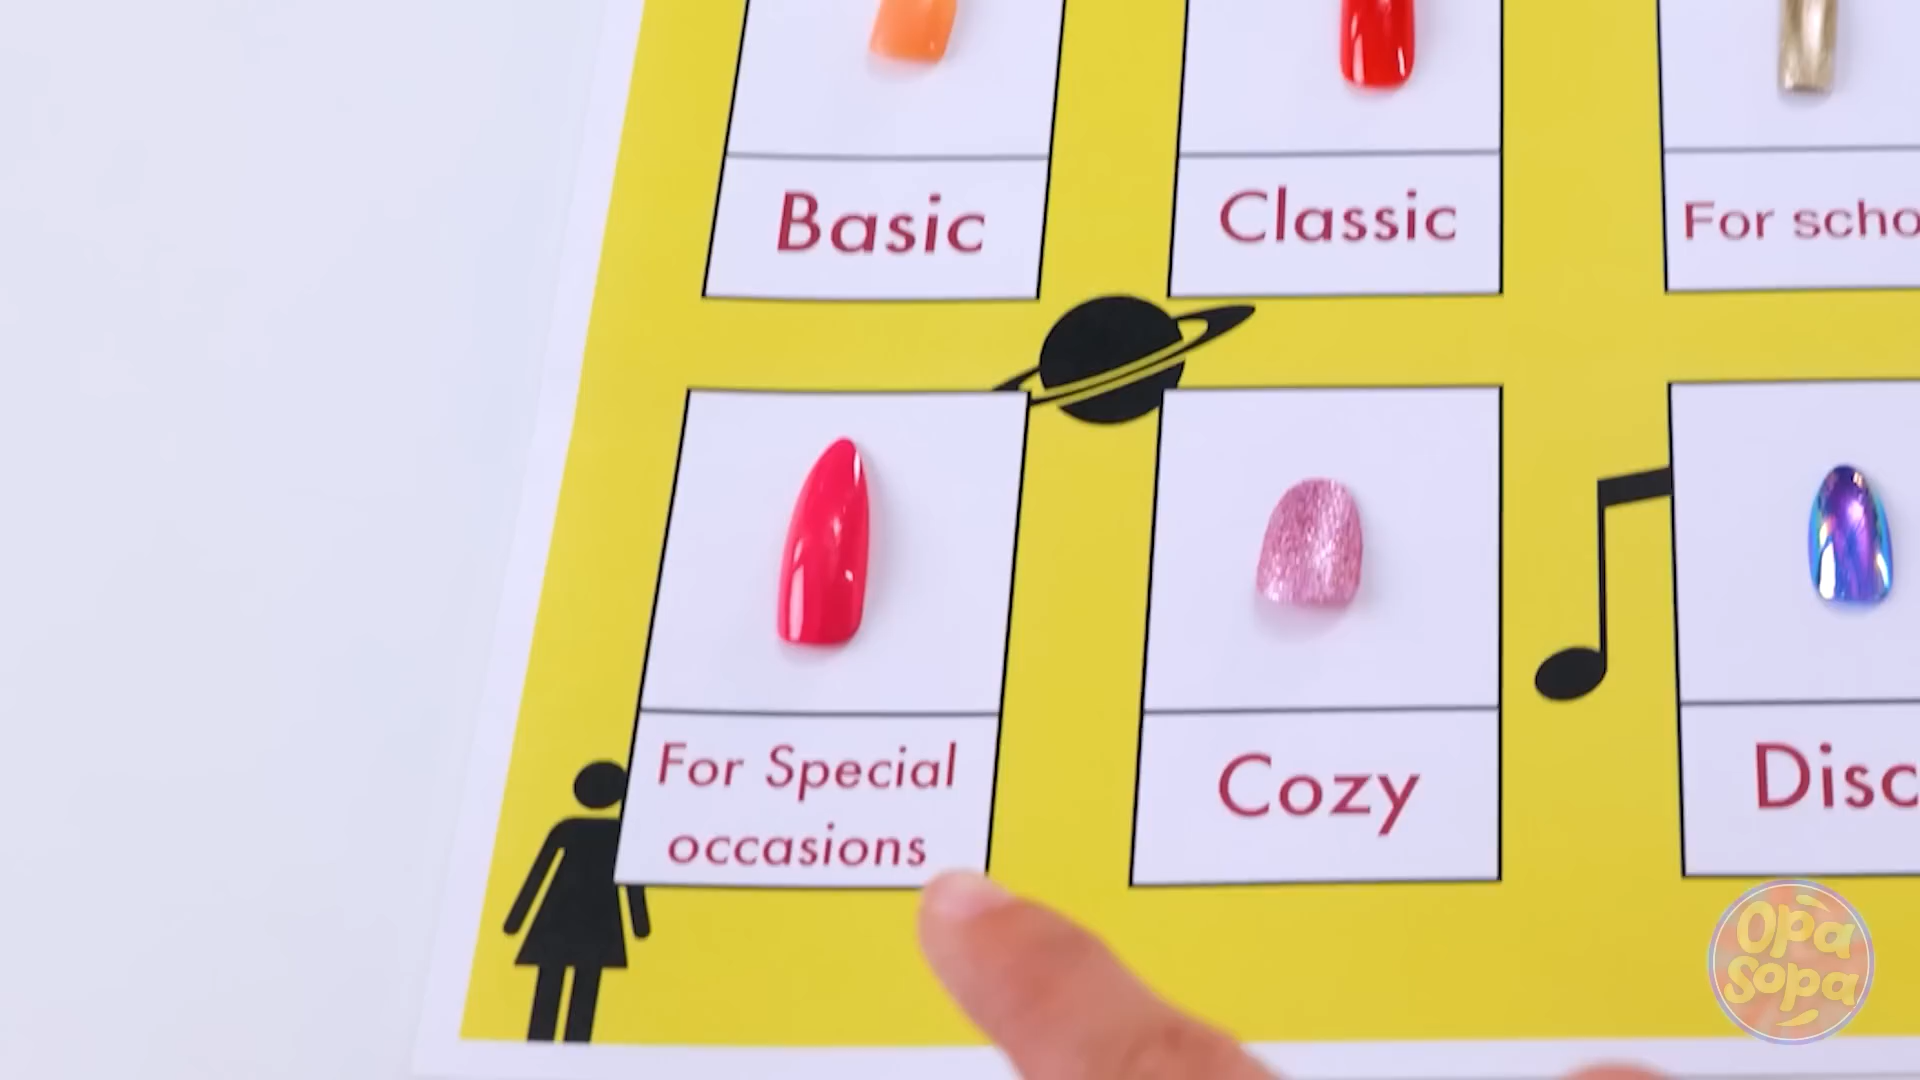 Basic
Classic
For scho
For Special
occasions
Cozy
Disc
Opa
Sopa